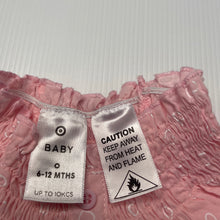 BABY
6-12 MTHS
UP TO 10KGS
CAUTION
KEEP AWAY
FROM HEAT
AND FLAME